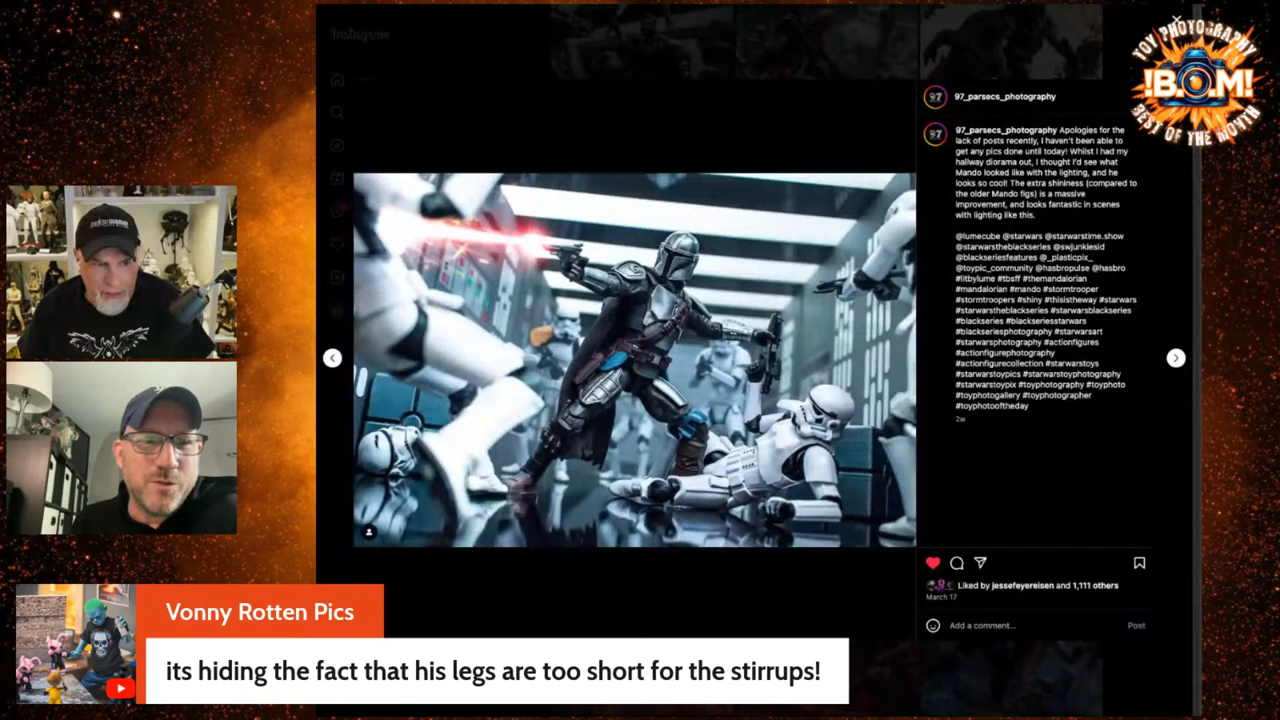 Instagram
TOY PHOTOGRAPHY
!B.O.M!
BEST OF THE MONTH
97_parsecs_photography
97_parsecs_photography Apologies for the
lack of posts recently, I haven't been able to
get any pics done until today! Whilst I had my
hallway diorama out, I thought I'd see what
Mando looked like with the lighting, and he
looks so cool! The extra shininess (compared to
the older Mando figs) is a massive
improvement, and looks fantastic in scenes
with lighting like this.
@lumecube @starwars @starwarstime.show
@starwarstheblackseries @swjunkiesid
@blackseriesfeatures @_plasticpix_
@toypic_community @hasbropulse @hasbro
#litbylume #tbsff #themandalorian
#mandalorian #mando #stormtrooper
#stormtroopers #shiny #thisistheway #starwars
#starwarstheblackseries #starwarsblackseries
#blackseries #blackseriesstarwars
#blackseriesphotography #starwarsart
#starwarsphotography #actionfigures
#actionfigurephotography
#actionfigurecollection #starwarstoys
#starwarstoypics #starwarstoyphotography
#starwarstoypix #toyphotography #toyphoto
#toyphotogallery #toyphotographer
#toyphotooftheday
2w
Liked by jessefeyereisen and 1,111 others
March 17
Add a comment... Post
Vonny Rotten Pics
its hiding the fact that his legs are too short for the stirrups!